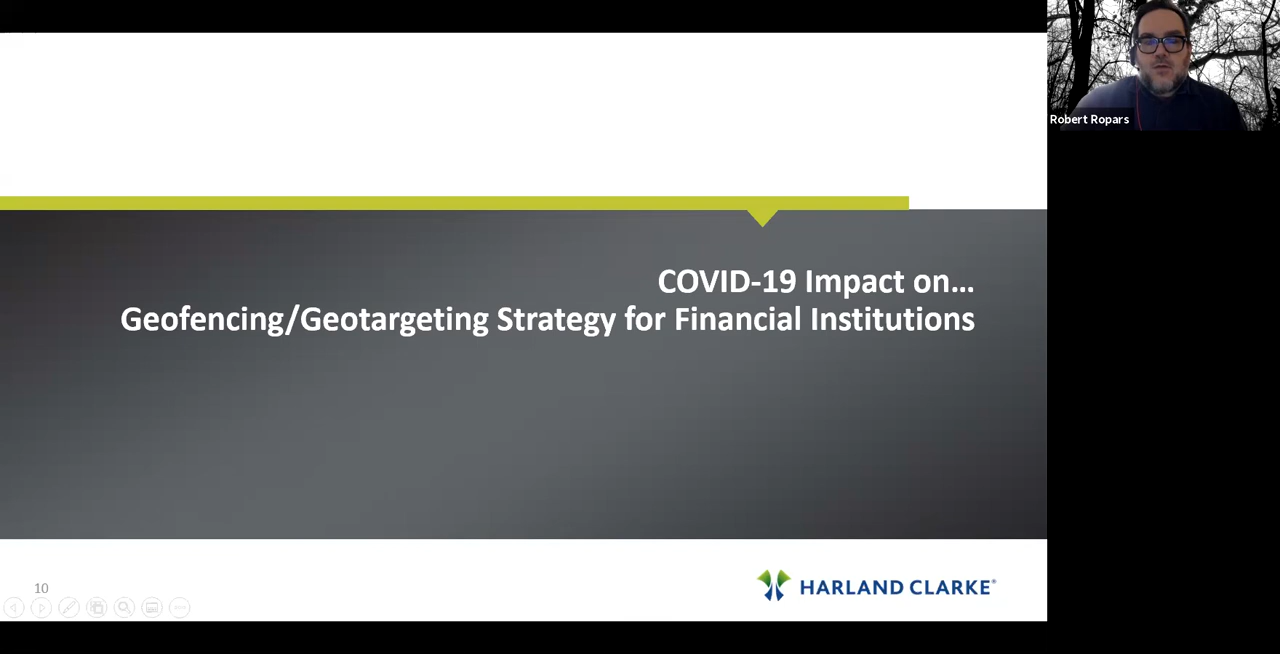 Robert Ropars
COVID-19 Impact on...
Geofencing/Geotargeting Strategy for Financial Institutions
10
HARLAND CLARKE®